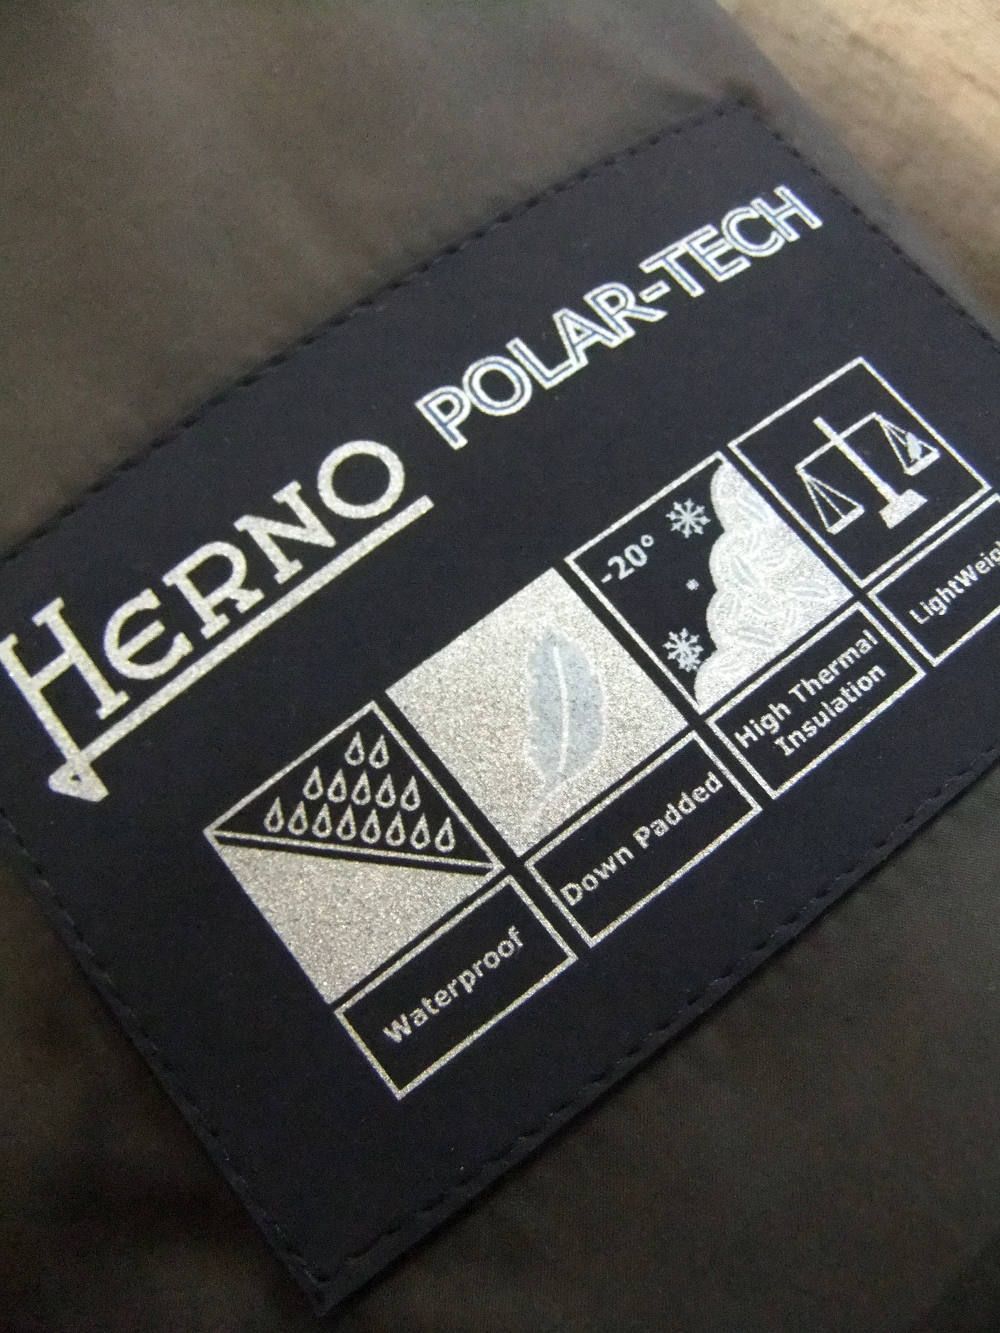 HERNO POLAR-TECH
-20°
Waterproof
Down Padded
High Thermal
Insulation